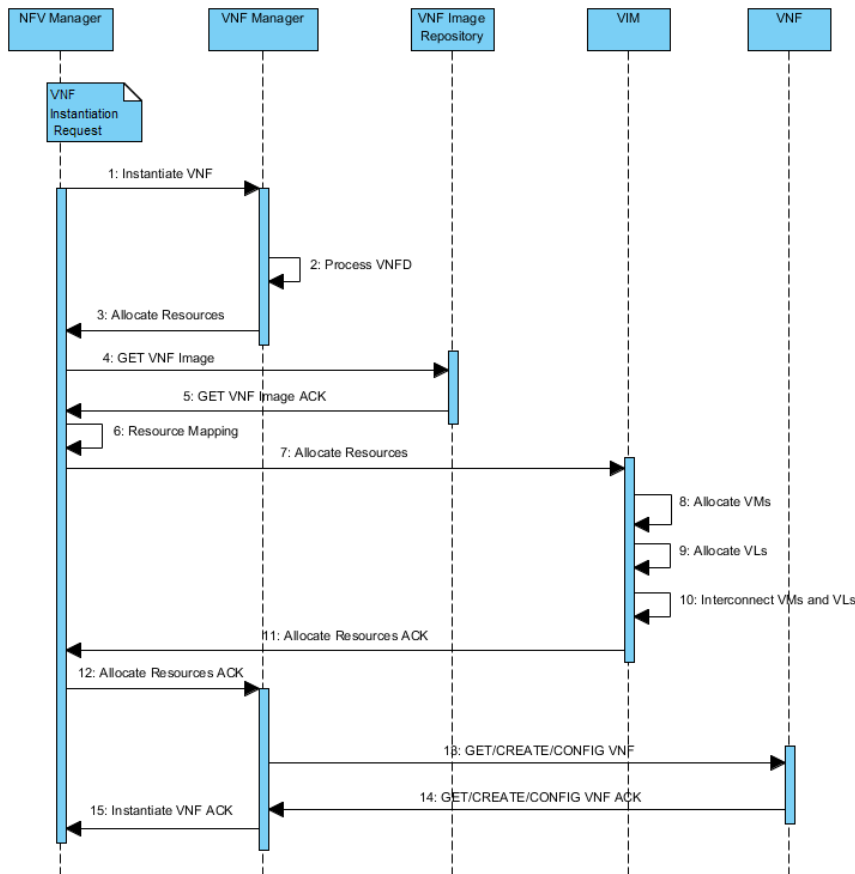 NFV Manager
VNF Manager
VNF Image
Repository
VIM
VNF
VNF
Instantiation
Request
1: Instantiate VNF
2: Process VNFD
3: Allocate Resources
4: GET VNF Image
5: GET VNF Image ACK
6: Resource Mapping
7: Allocate Resources
8: Allocate VMs
9: Allocate VLs
10: Interconnect VMs and VLs
11: Allocate Resources ACK
12: Allocate Resources ACK
13: GET/CREATE/CONFIG VNF
14: GET/CREATE/CONFIG VNF ACK
15: Instantiate VNF ACK